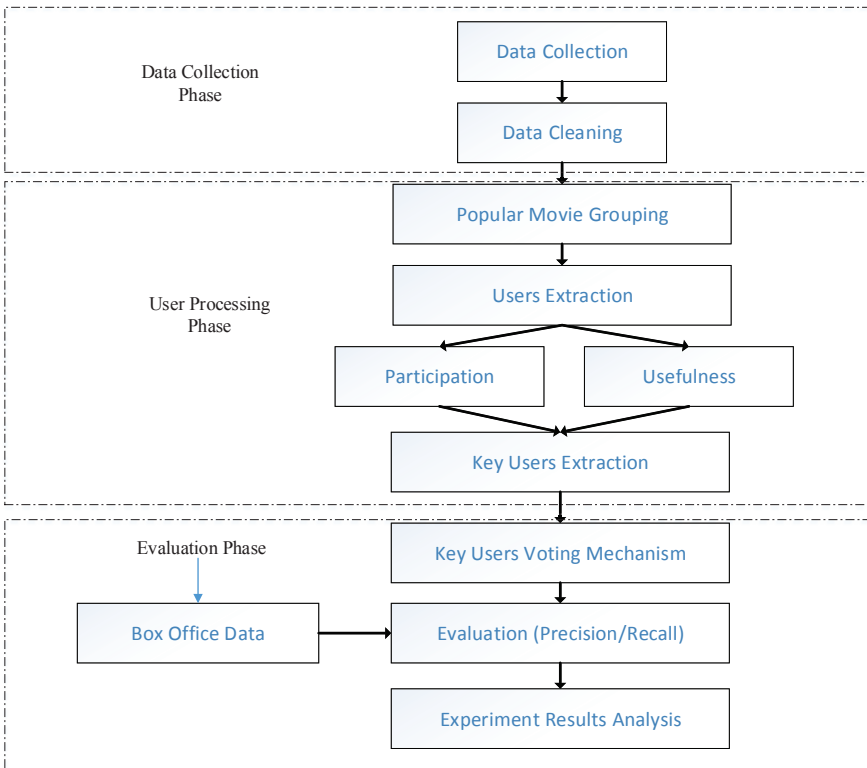 Data Collection
Phase
Data Collection
Data Cleaning
User Processing
Phase
Popular Movie Grouping
Users Extraction
Participation
Usefulness
Key Users Extraction
Evaluation Phase
Key Users Voting Mechanism
Box Office Data
Evaluation (Precision/Recall)
Experiment Results Analysis